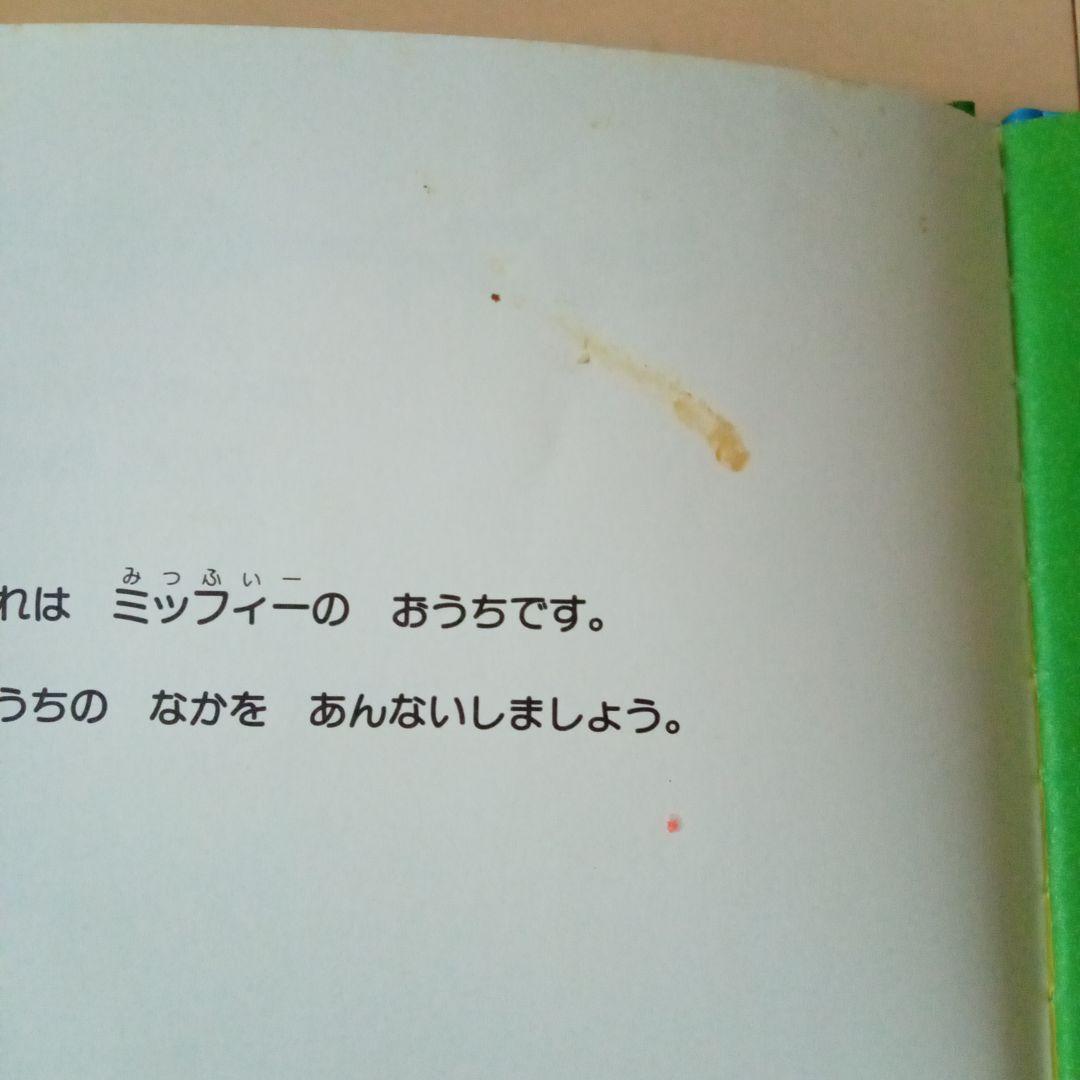 みっふぃー
れは ミッフィーの おうちです。
うちの なかを あんないしましょう。